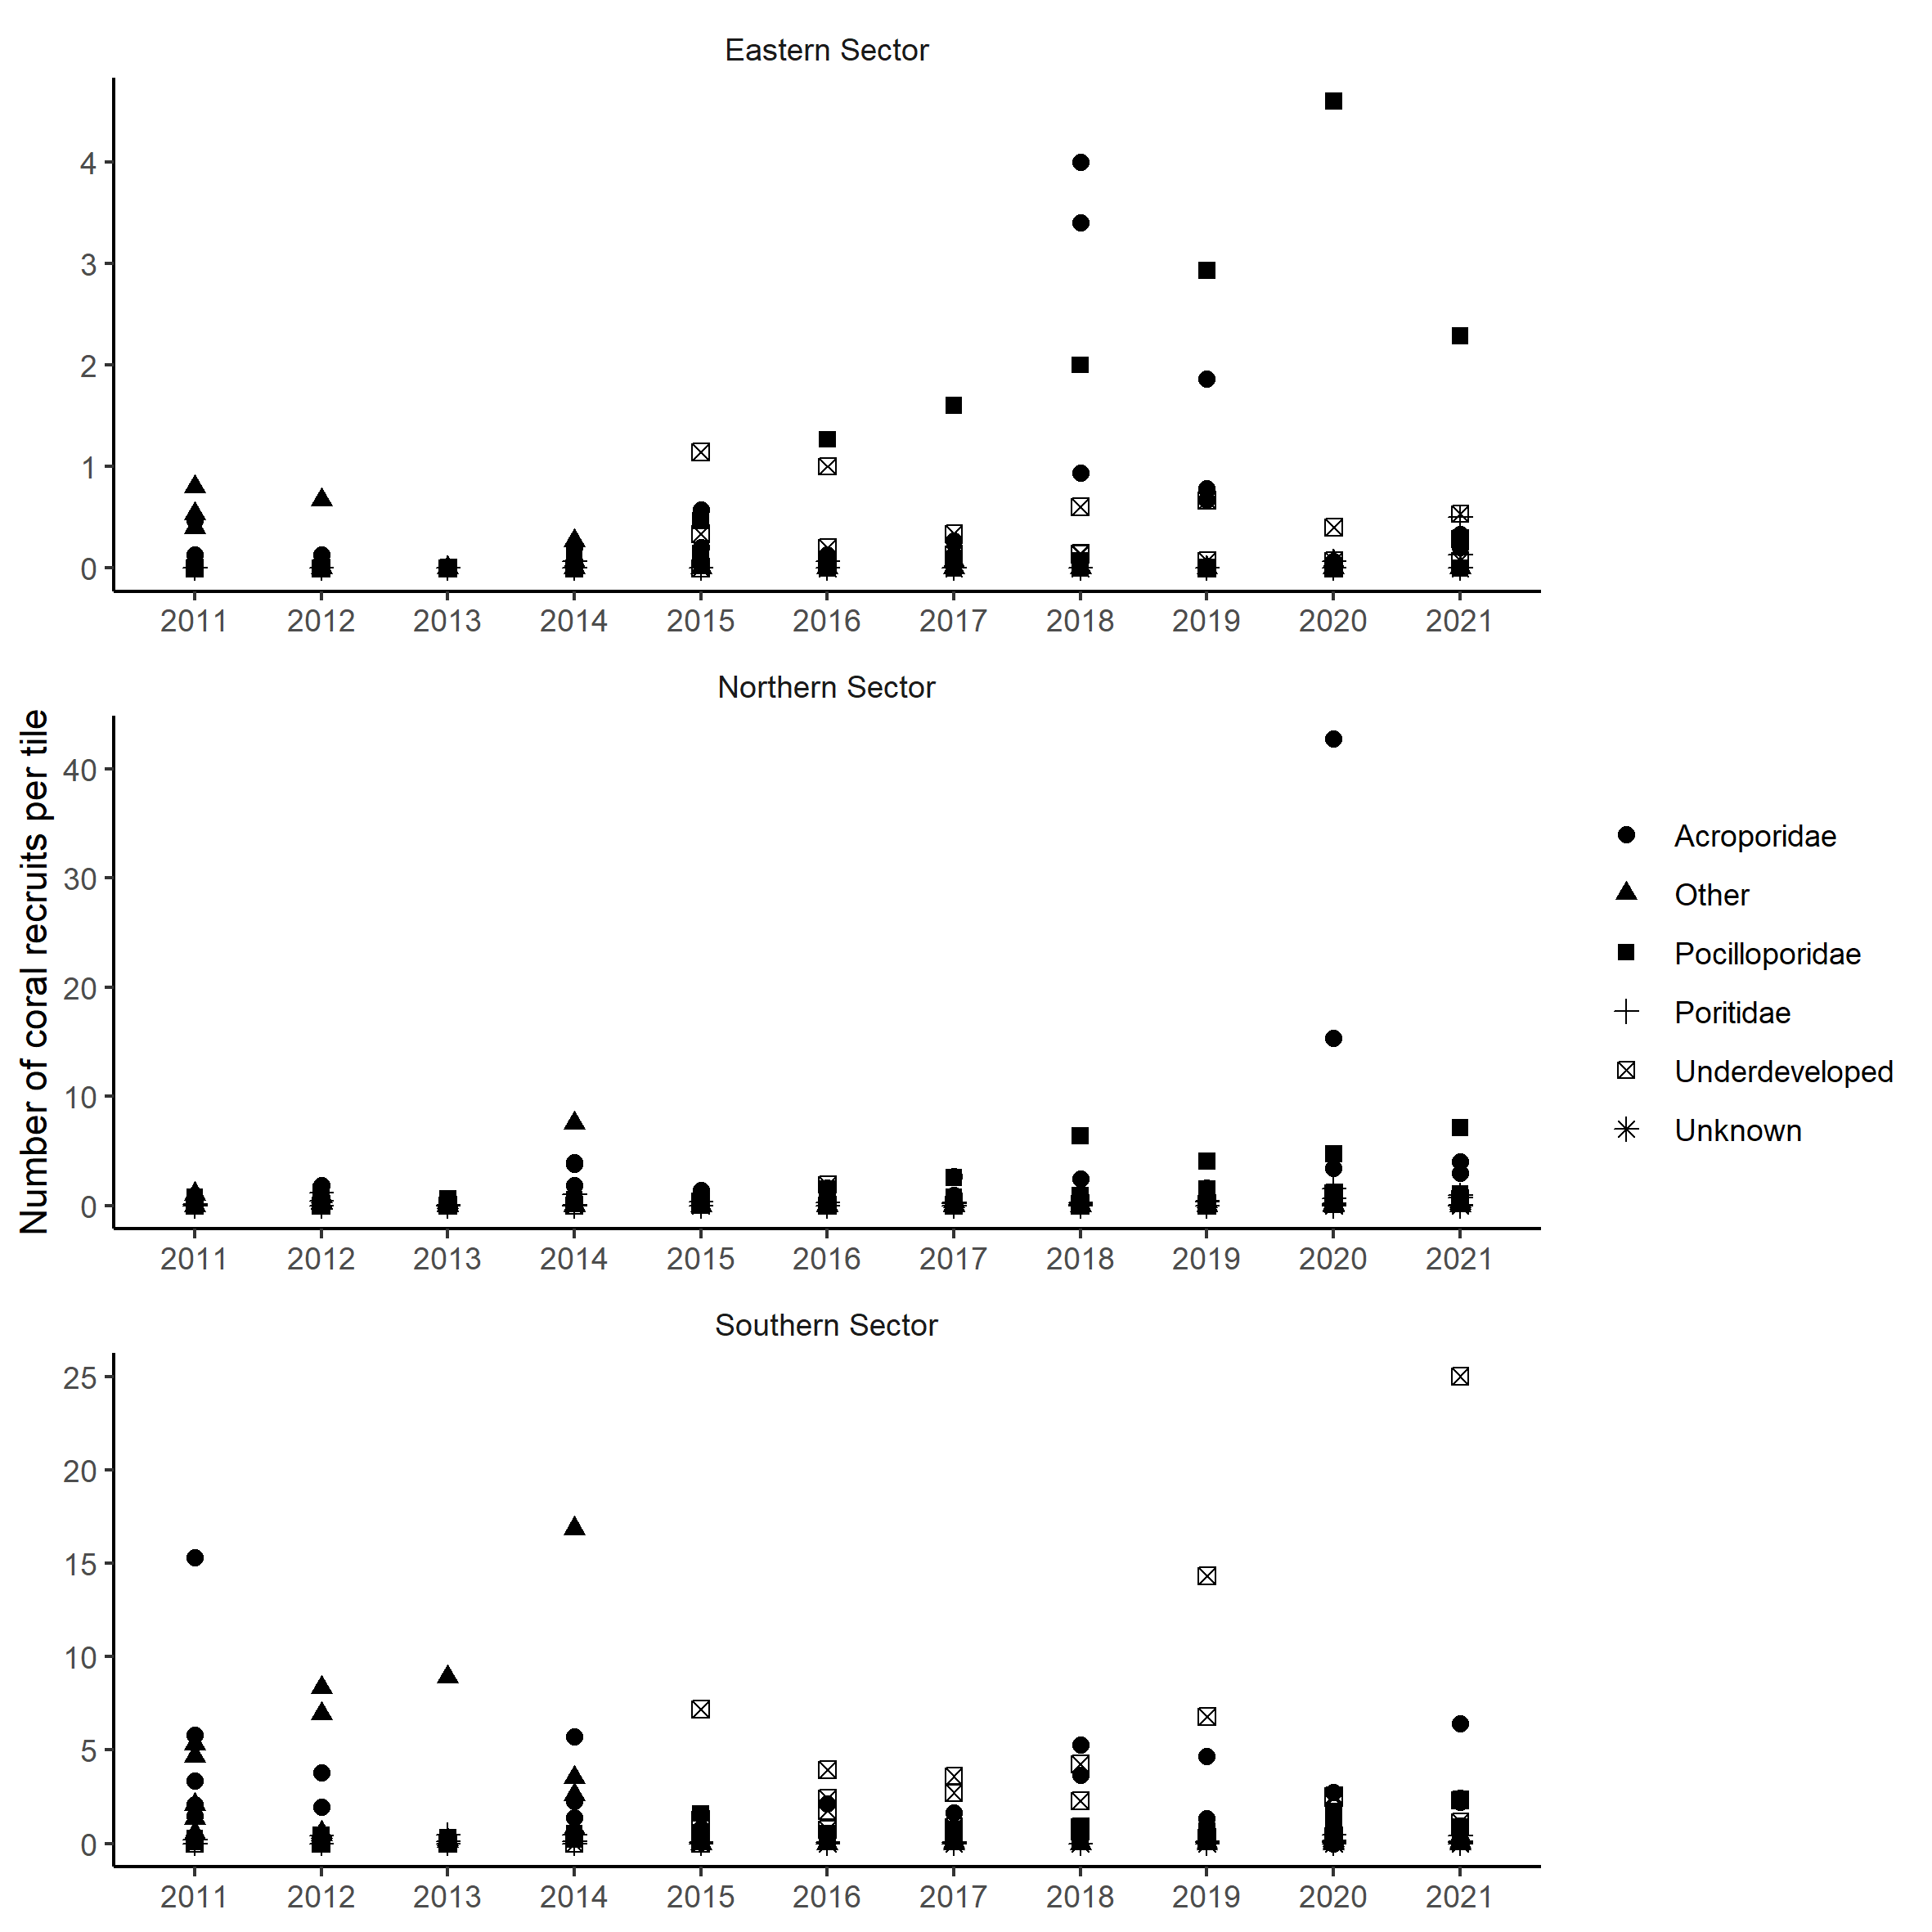 Eastern Sector
4
3
2
1
0
2011 2012 2013 2014 2015 2016 2017 2018 2019 2020 2021
Northern Sector
Number of coral recruits per tile
40
30
20
10
0
2011 2012 2013 2014 2015 2016 2017 2018 2019 2020 2021
Southern Sector
25
20
15
10
5
0
2011 2012 2013 2014 2015 2016 2017 2018 2019 2020 2021
Acroporidae
Other
Pocilloporidae
Poritidae
Underdeveloped
Unknown